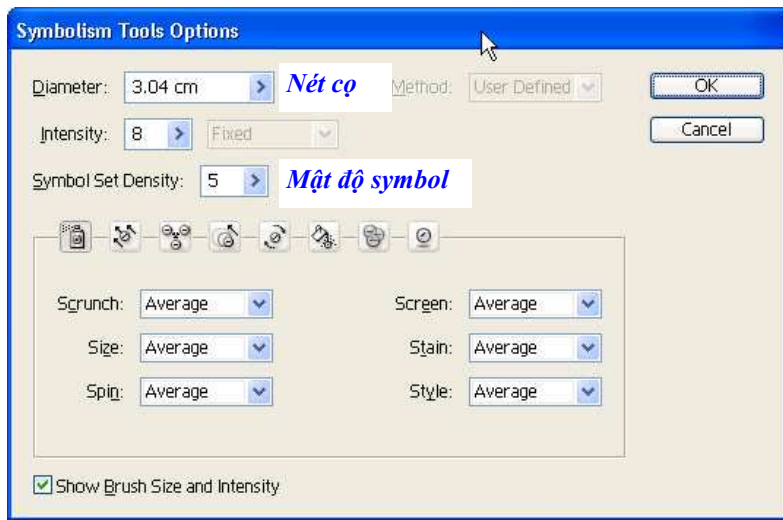 Symbolism Tools Options
Diameter: 3.04 cm Nét cọ Method: User Defined OK
Intensity: 8 Fixed Cancel
Symbol Set Density: 5 Mật độ symbol
Scrunch: Average Screen: Average
Size: Average Stain: Average
Spin: Average Style: Average
Show Brush Size and Intensity